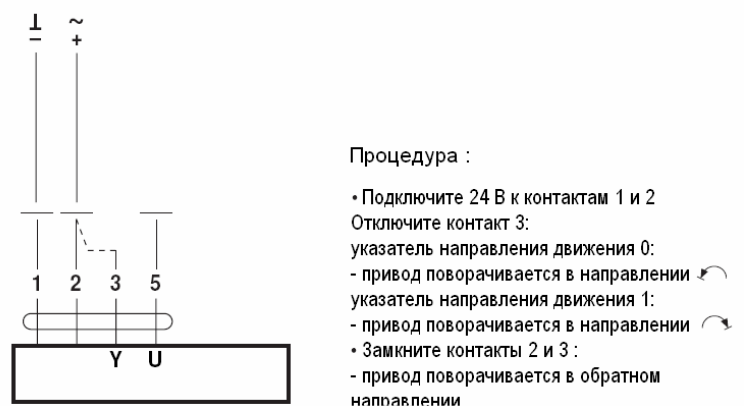 ⊥ ~
− +
1 2 3 5
Y U
Процедура :
• Подключите 24 В к контактам 1 и 2
Отключите контакт 3:
указатель направления движения 0:
- привод поворачивается в направлении
указатель направления движения 1:
- привод поворачивается в направлении
• Замкните контакты 2 и 3 :
- привод поворачивается в обратном
направлении